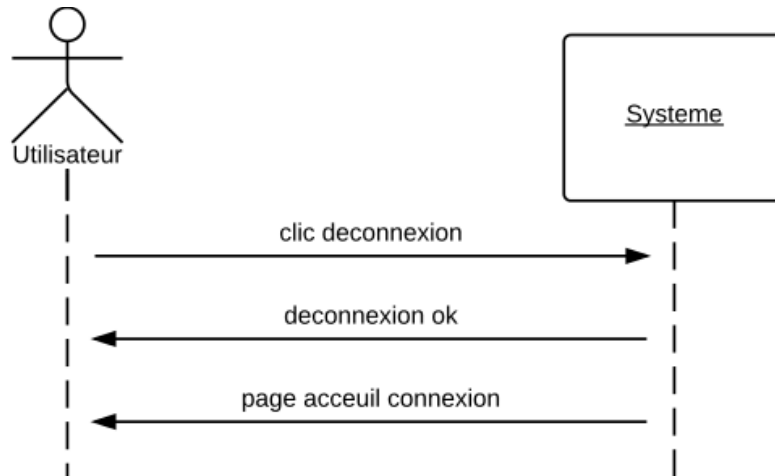 Systeme
Utilisateur
clic deconnexion
deconnexion ok
page acceuil connexion